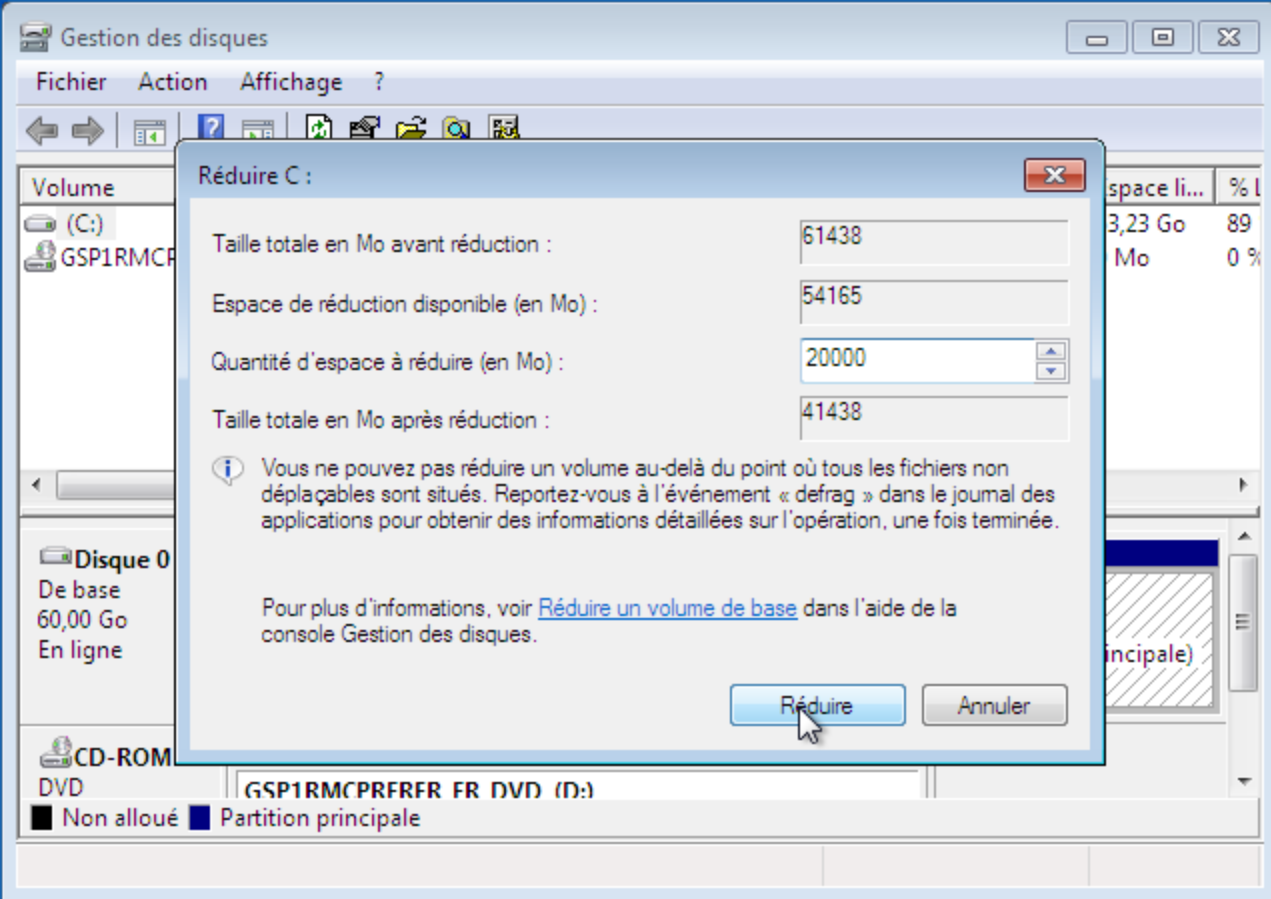 Gestion des disques
Fichier Action Affichage ?
Réduire C :
Volume
space li... % L
(C:)
3,23 Go 89
GSP1RMCP
Mo 0 %
Taille totale en Mo avant réduction : 61438
Espace de réduction disponible (en Mo) : 54165
Quantité d'espace à réduire (en Mo) : 20000
Taille totale en Mo après réduction : 41438
Vous ne pouvez pas réduire un volume au-delà du point où tous les fichiers non
déplaçables sont situés. Reportez-vous à l'événement « defrag » dans le journal des
applications pour obtenir des informations détaillées sur l'opération, une fois terminée.
Pour plus d'informations, voir Réduire un volume de base dans l'aide de la
console Gestion des disques.
Réduire Annuler
Disque 0
De base
60,00 Go
En ligne
incipale)
CD-ROM
DVD
GSP1RMCPRFRER_FR_DVD (D:)
Non alloué Partition principale